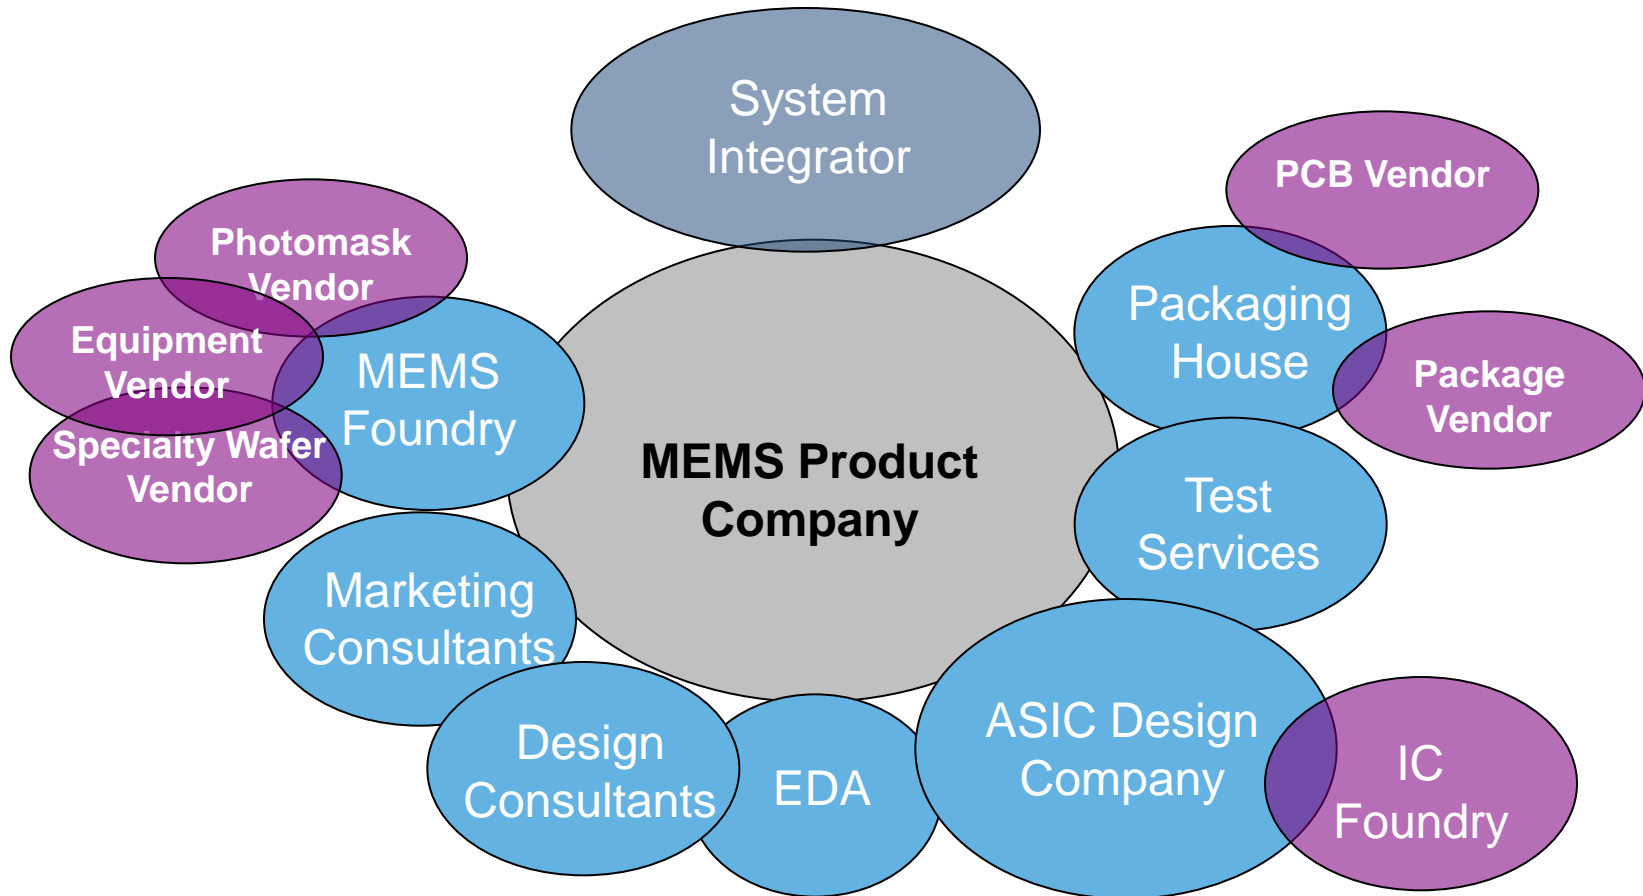 System
Integrator
PCB Vendor
Photomask
Vendor
Equipment
Vendor
Specialty Wafer
Vendor
MEMS
Foundry
Packaging
House
Package
Vendor
MEMS Product
Company
Test
Services
Marketing
Consultants
Design
Consultants
EDA
ASIC Design
Company
IC
Foundry